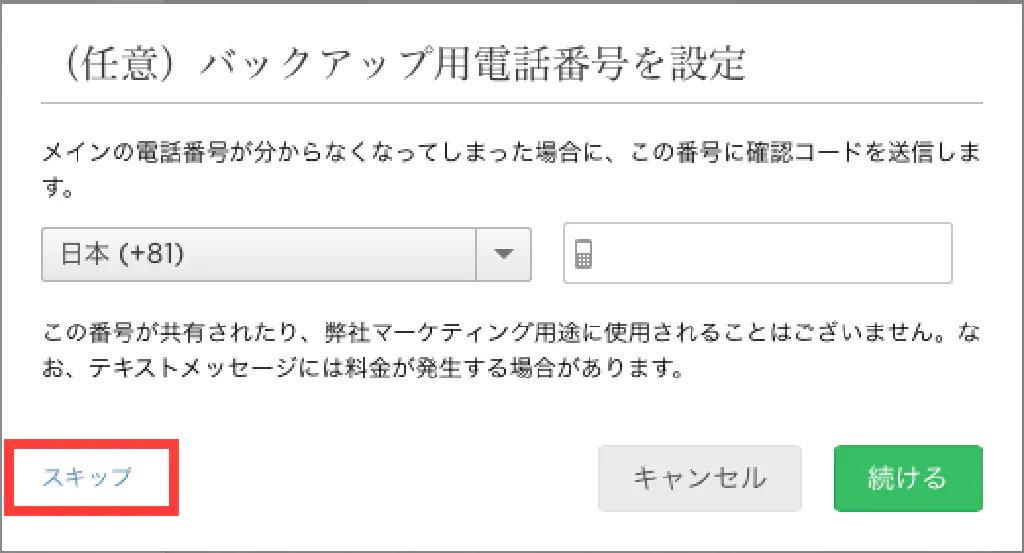 （任意）バックアップ用電話番号を設定
メインの電話番号が分からなくなってしまった場合に、この番号に確認コードを送信しま
す。
日本 (+81)
この番号が共有されたり、弊社マーケティング用途に使用されることはございません。な
お、テキストメッセージには料金が発生する場合があります。
スキップ
キャンセル
続ける